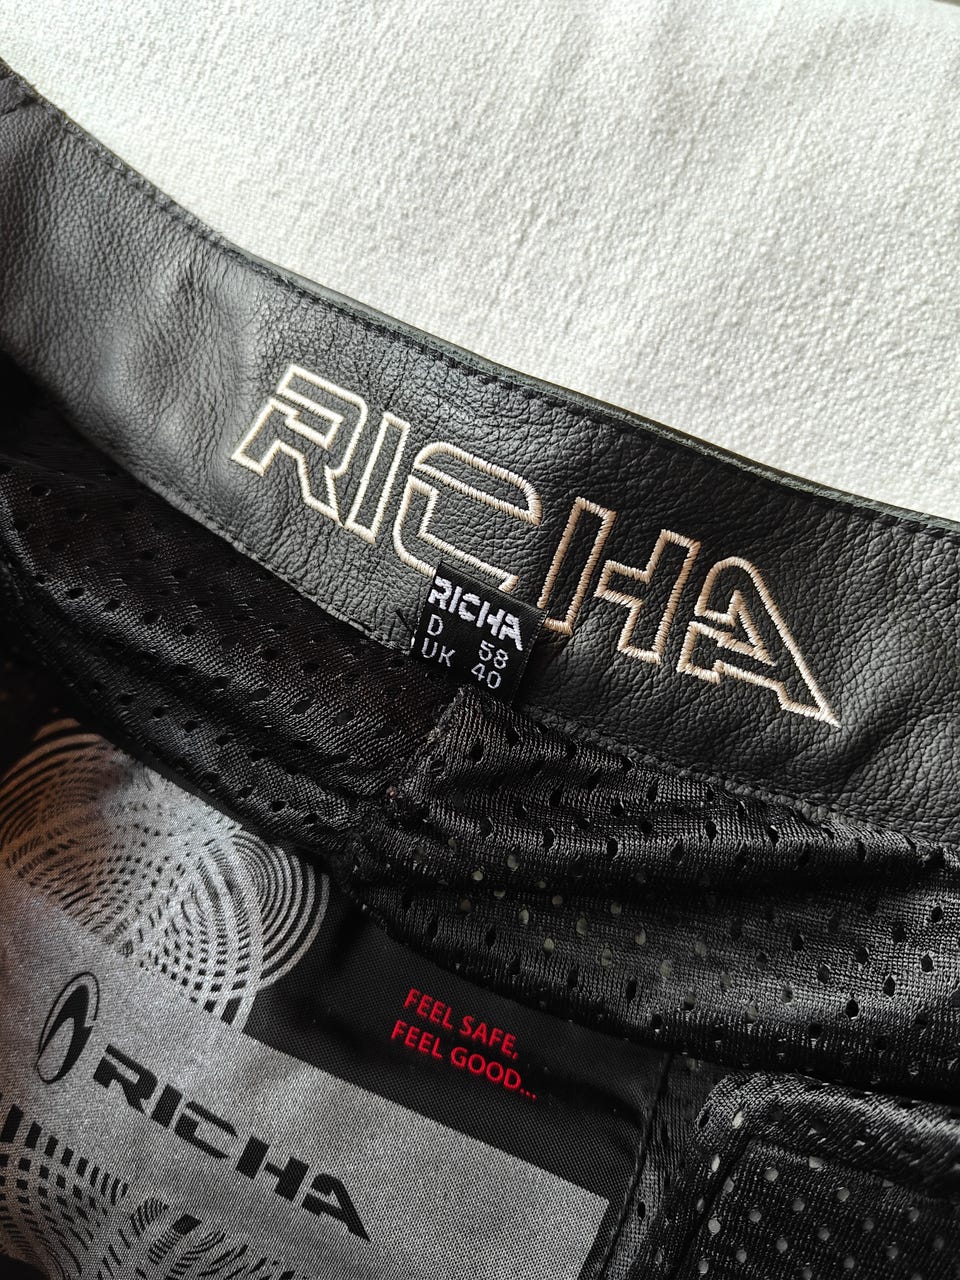 RICHA
RICHA
D 58
UK 40
FEEL SAFE,
FEEL GOOD...
RICHA